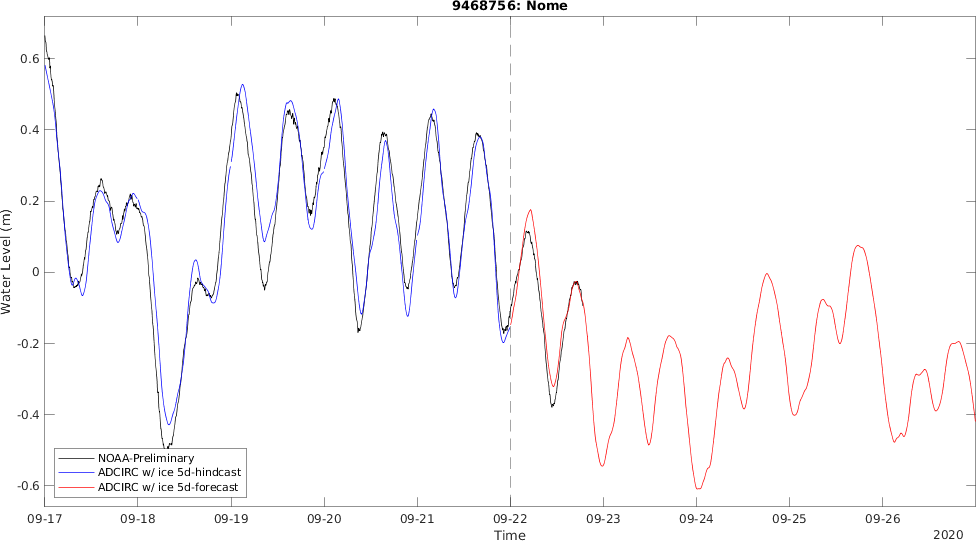 9468756: Nome
Water Level (m)
0.6
0.4
0.2
0
-0.2
-0.4
-0.6
NOAA-Preliminary
ADCIRC w/ ice 5d-hindcast
ADCIRC w/ ice 5d-forecast
09-17 09-18 09-19 09-20 09-21 09-22 09-23 09-24 09-25 09-26
Time
2020